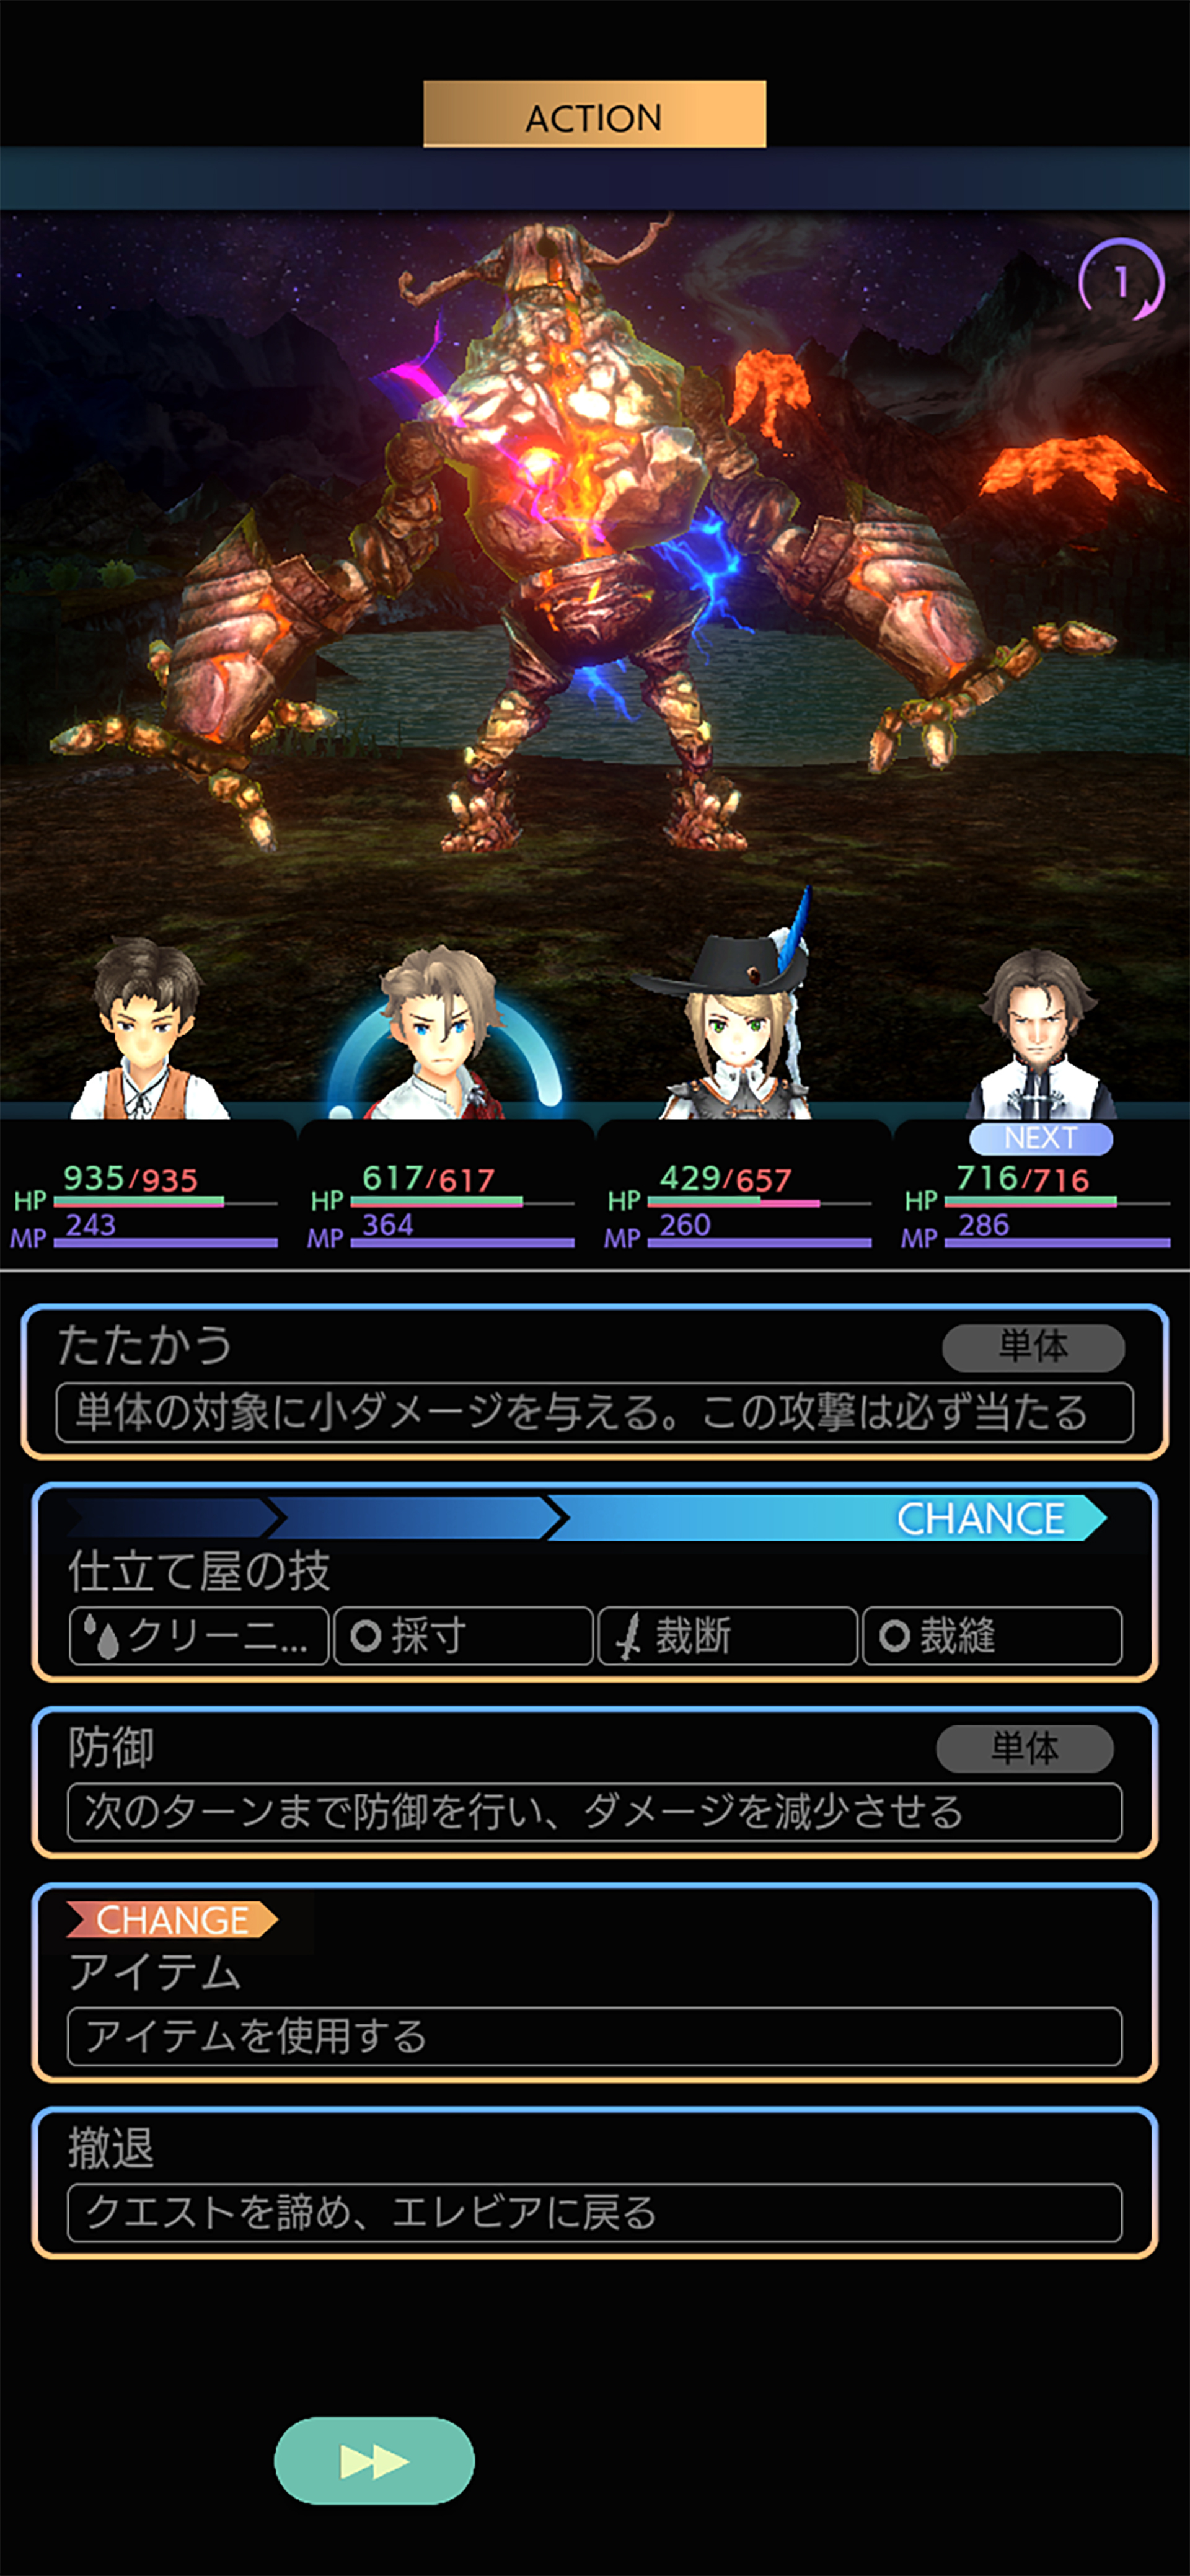 ACTION
1
NEXT
935/935
617/617
429/657
716/716
HP
HP
HP
HP
243
364
260
286
MP
MP
MP
MP
たたかう
単体
単体の対象に小ダメージを与える。この攻撃は必ず当たる
CHANCE
仕立て屋の技
クリーニ...
採寸
裁断
裁縫
防御
単体
次のターンまで防御を行い、ダメージを減少させる
CHANGE
アイテム
アイテムを使用する
撤退
クエストを諦め、エレビアに戻る